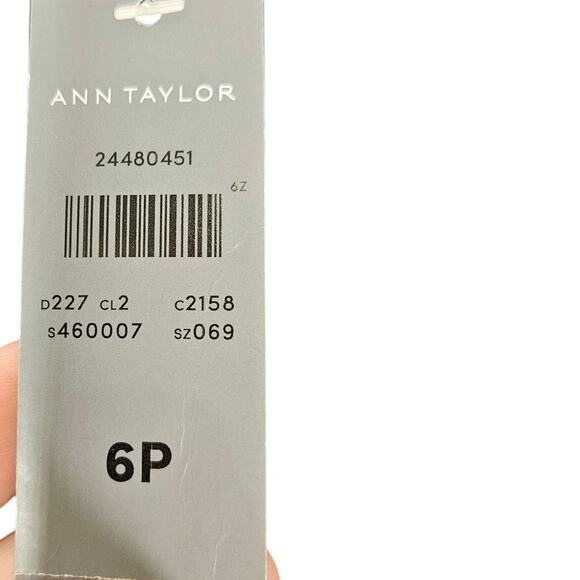 ANN TAYLOR
24480451
6Z
D227 CL2 C2158
S460007 SZ069
6P